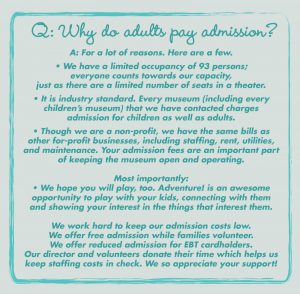 Q: Why do adults pay admission?
A: For a lot of reasons. Here are a few.
• We have a limited occupancy of 93 persons;
everyone counts towards our capacity,
just as there are a limited number of seats in a theater.
• It is industry standard. Every museum (including every
children's museum) that we have contacted charges
admission for children as well as adults.
• Though we are a non-profit, we have the same bills as
other for-profit businesses, including staffing, rent, utilities,
and maintenance. Your admission fees are an important part
of keeping the museum open and operating.
Most importantly:
• We hope you will play, too. Adventure! is an awesome
opportunity to play with your kids, connecting with them
and showing your interest in the things that interest them.
We work hard to keep our admission costs low.
We offer free admission while families volunteer.
We offer reduced admission for EBT cardholders.
Our director and volunteers donate their time which helps us
keep staffing costs in check. We so appreciate your support!